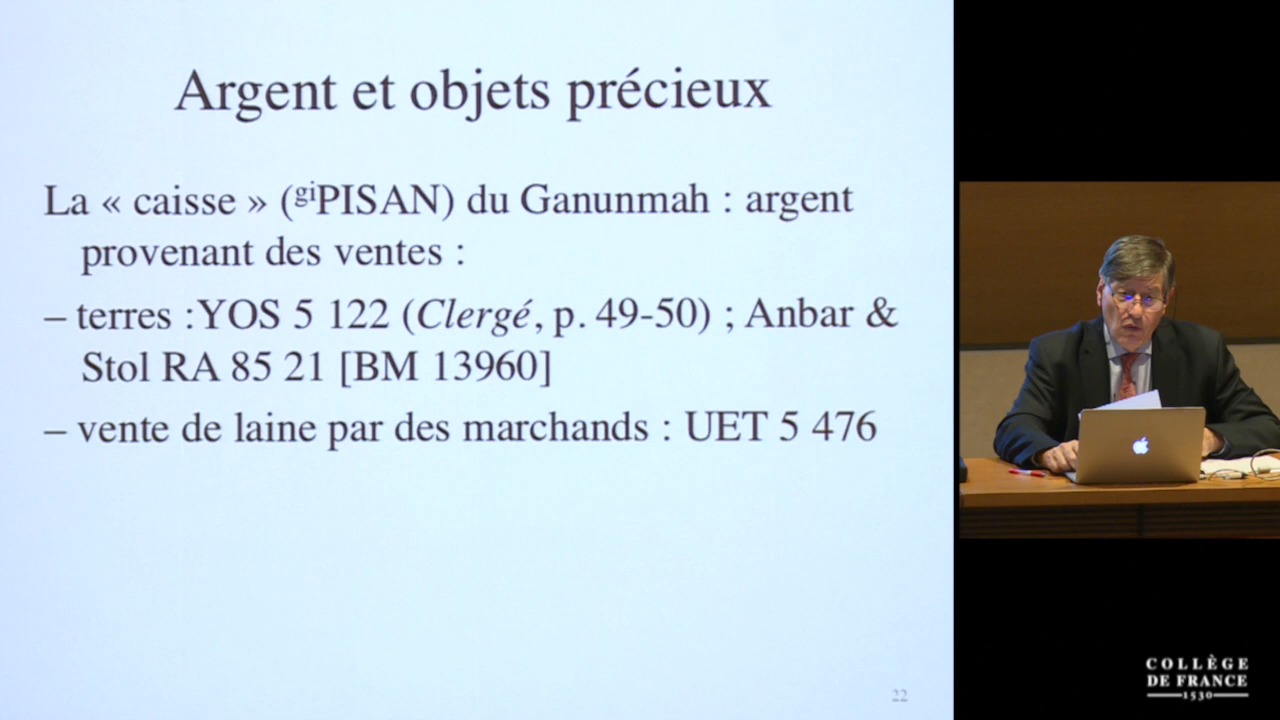 Argent et objets précieux
La « caisse » (giPISAN) du Ganunmah : argent
provenant des ventes :
– terres :YOS 5 122 (Clergé, p. 49-50) ; Anbar &
Stol RA 85 21 [BM 13960]
– vente de laine par des marchands : UET 5 476
22
COLLÈGE
DE FRANCE
1530